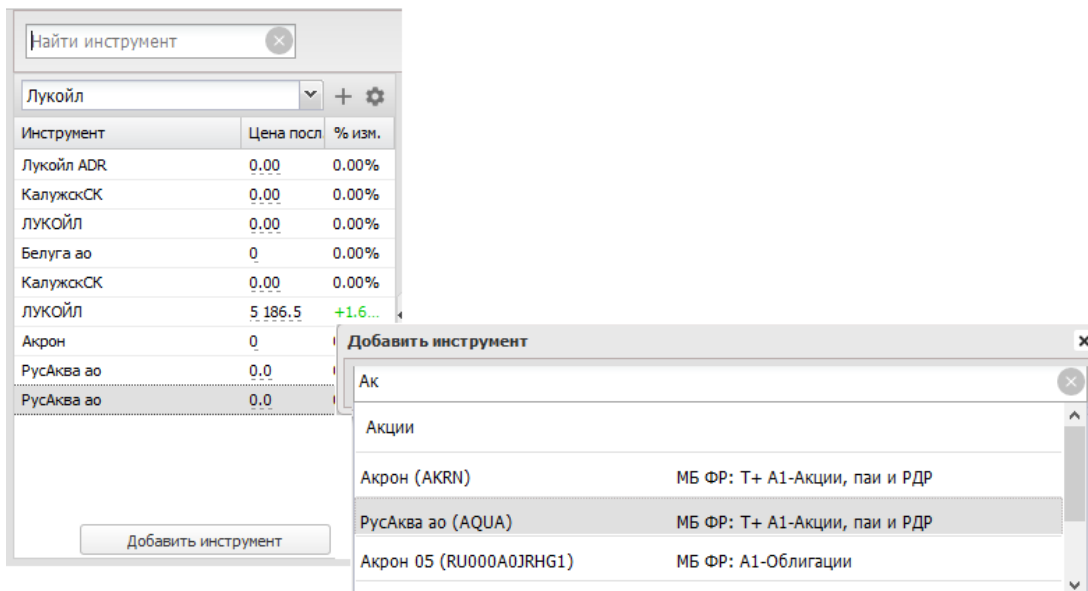 Найти инструмент
Лукойл
Инструмент Цена посл. % изм.
Лукойл ADR 0.00 0.00%
КалужскСК 0.00 0.00%
ЛУКОЙЛ 0.00 0.00%
Белуга ао 0 0.00%
КалужскСК 0.00 0.00%
ЛУКОЙЛ 5 186.5 +1.6...
Акрон 0
РусАква ао 0.0
РусАква ао 0.0
Добавить инструмент
Добавить инструмент
Ак
Акции
Акрон (AKRN) МБ ФР: Т+ А1-Акции, паи и РДР
РусАква ао (AQUA) МБ ФР: Т+ А1-Акции, паи и РДР
Акрон 05 (RU000A0JRHG1) МБ ФР: А1-Облигации